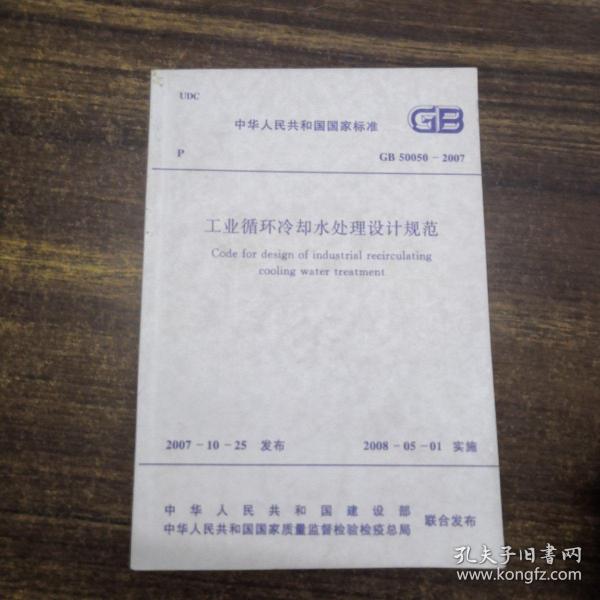 UDC
中华人民共和国国家标准
GB
P
GB 50050-2007
工业循环冷却水处理设计规范
Code for design of industrial recirculating
cooling water treatment
2007-10-25 发布
2008-05-01 实施
中华人民共和国建设部
中华人民共和国国家质量监督检验检疫总局
联合发布
孔夫子旧書网
www.kongfz.com